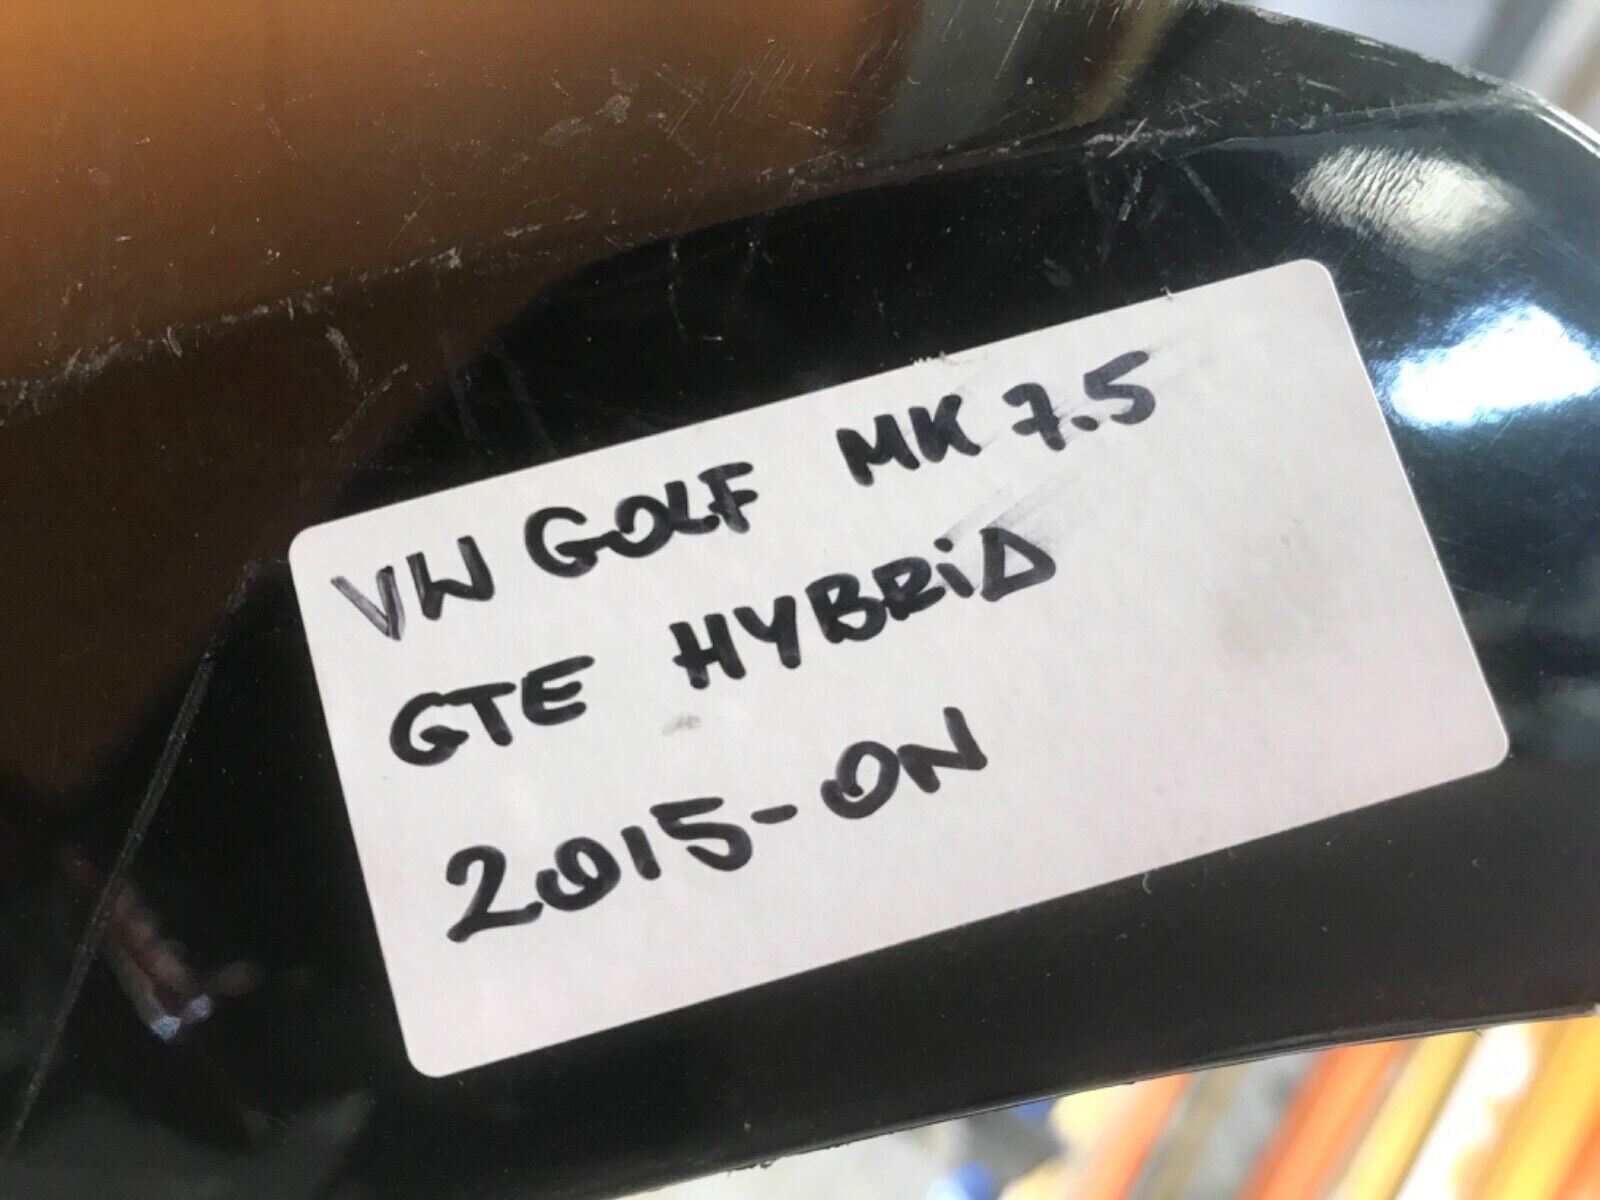 VW GOLF MK 7.5
GTE HYBRiD
2015-ON